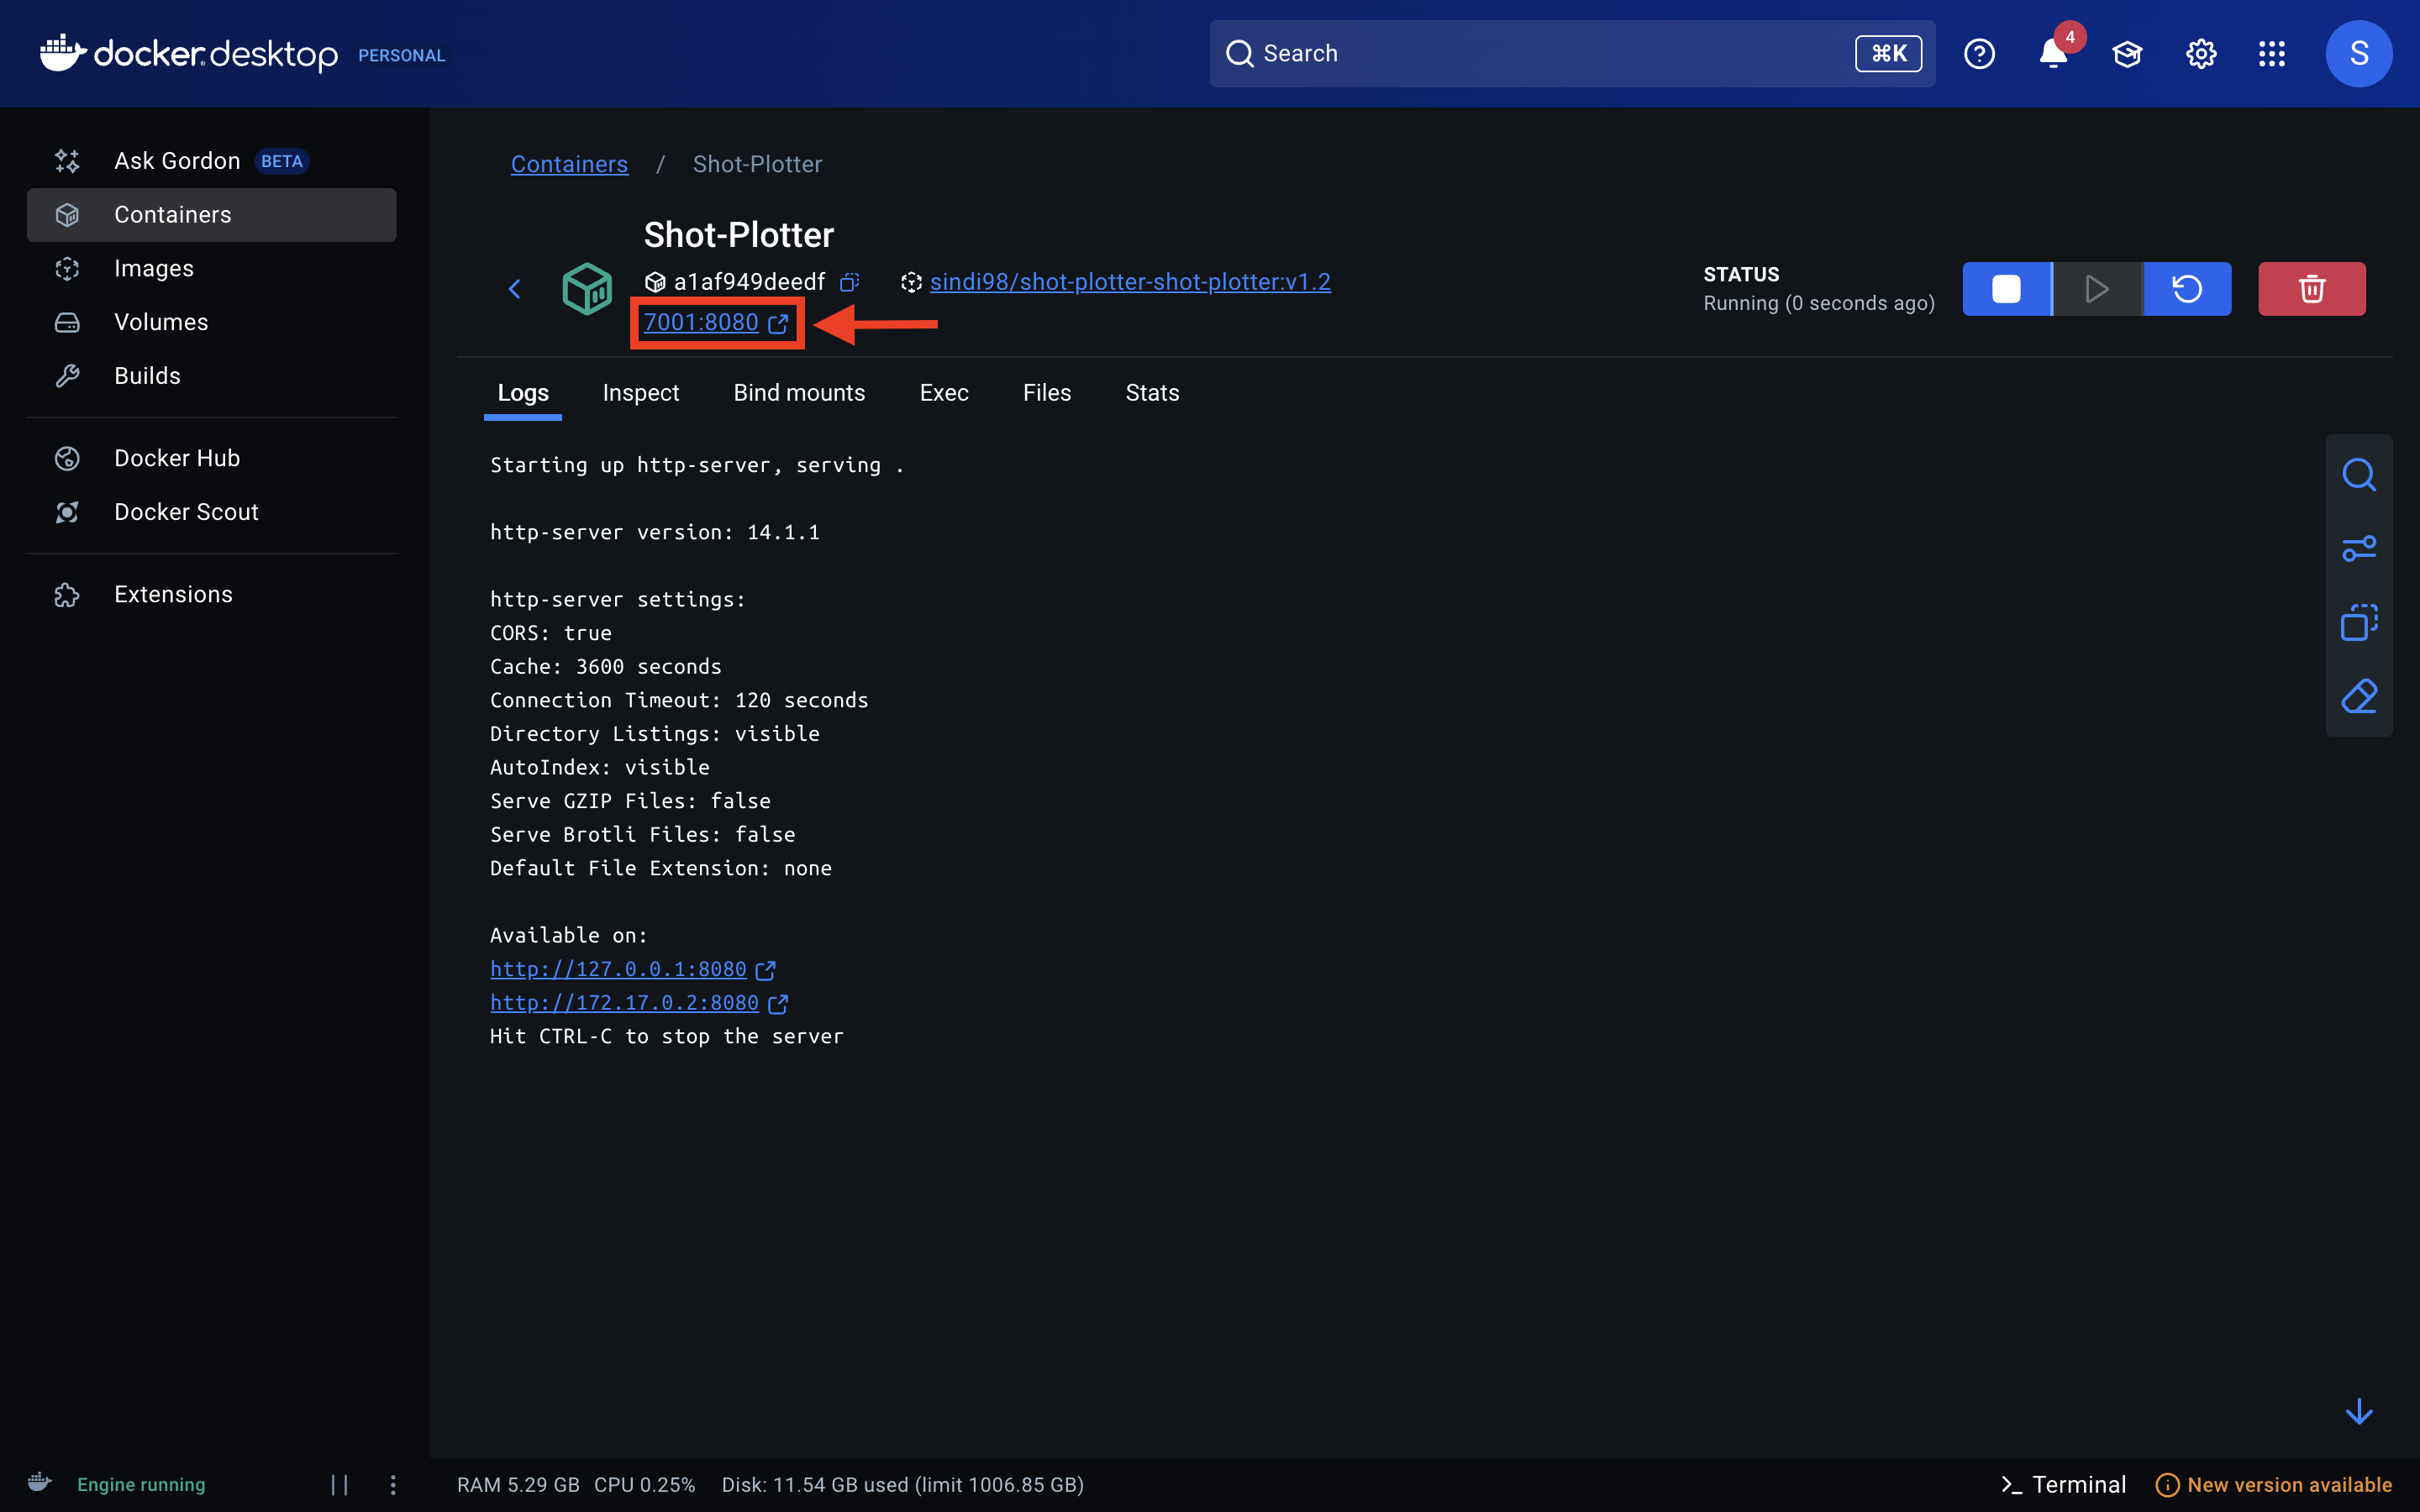 docker.desktop PERSONAL
Search ⌘K
4
S
Ask Gordon BETA
Containers
Images
Volumes
Builds
Docker Hub
Docker Scout
Extensions
Containers / Shot-Plotter
Shot-Plotter
a1af949deedf sindi98/shot-plotter-shot-plotter:v1.2
7001:8080
STATUS
Running (0 seconds ago)
Logs Inspect Bind mounts Exec Files Stats
Starting up http-server, serving .
http-server version: 14.1.1
http-server settings:
CORS: true
Cache: 3600 seconds
Connection Timeout: 120 seconds
Directory Listings: visible
AutoIndex: visible
Serve GZIP Files: false
Serve Brotli Files: false
Default File Extension: none
Available on:
http://127.0.0.1:8080
http://172.17.0.2:8080
Hit CTRL-C to stop the server
Engine running
RAM 5.29 GB CPU 0.25% Disk: 11.54 GB used (limit 1006.85 GB)
Terminal
New version available